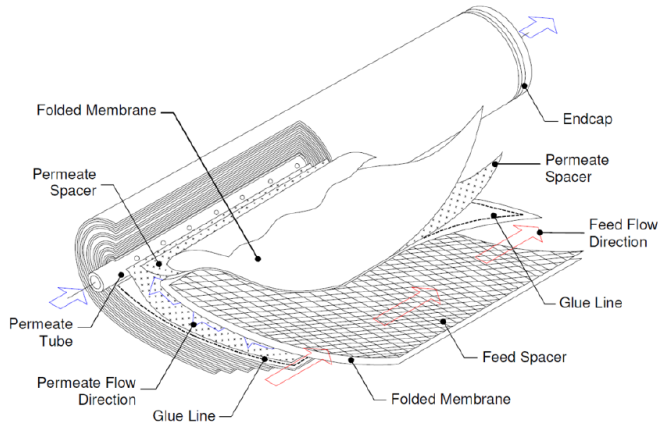 Folded Membrane
Endcap
Permeate
Spacer
Permeate
Spacer
Feed Flow
Direction
Glue Line
Permeate
Tube
Feed Spacer
Permeate Flow
Direction
Folded Membrane
Glue Line